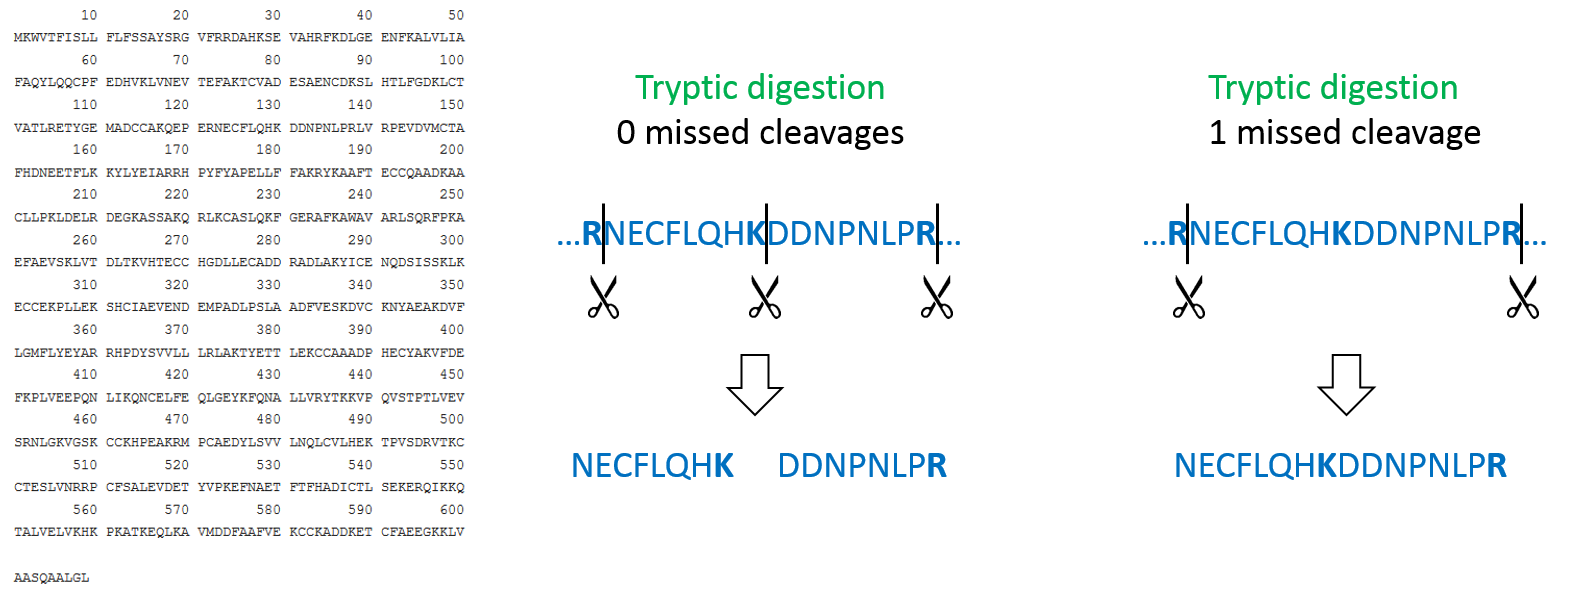 10 20 30 40 50
MKWVTFISLL FLFSSAYSRG VFRRDAHKSE VAHRFKDLGE ENFKALVLIA
60 70 80 90 100
FAQYLQQCPF EDHVKLVNEV TEFAKTCVAD ESAENCDKSL HTLFGDKLCT
110 120 130 140 150
VATLRETYGE MADCCAKQEP ERNECFLQHK DDNPNLPRLV RPEVDVMCTA
160 170 180 190 200
FHDNEETFLK KYLYEIARRH PYFYAPELLF FAKRYKAAFT ECCQAADKAA
210 220 230 240 250
CLLPKLDELR DEGKASSAKQ RLKCASLQKF GERAFKAWAV ARLSQRFPKA
260 270 280 290 300
EFAEVSKLVT DLTKVHTECC HGDLLECADD RADLAKYICE NQDSISSKLK
310 320 330 340 350
ECCEKPLLEK SHCIAEVEND EMPADLPSLA ADFVESKDVC KNYAEAKDVF
360 370 380 390 400
LGMFLYEYAR RHPDYSVVLL LRLAKTYETT LEKCCAAADP HECYAKVFDE
410 420 430 440 450
FKPLVEEPQN LIKQNCELFE QLGEYKFQNA LLVRYTKKVP QVSTPTLVEV
460 470 480 490 500
SRNLGKVGSK CCKHPEAKRM PCAEDYLSVV LNQLCVLHEK TPVSDRVTKC
510 520 530 540 550
CTESLVNRRP CFSALEVDET YVPKEFNAET FTFHADICTL SEKERQIKKQ
560 570 580 590 600
TALVELVKHK PKATKEQLKA VMDDFAAFVE KCCKADDKET CFAEEGKKLV
AASQAALGL
Tryptic digestion
0 missed cleavages
...RNECFLQHKDDNPNLPR...
NECFLQHK DDNPNLPR
Tryptic digestion
1 missed cleavage
...RNECFLQHKDDNPNLPR...
NECFLQHKDDNPNLPR